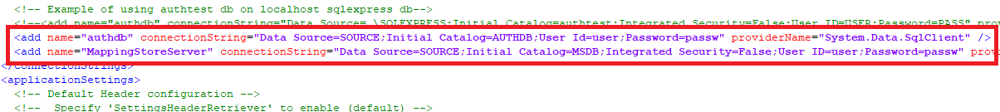 <!-- Example of using authtest db on localhost sqlexpress db-->
<!--<add name="authdb" connectionString="Data Source= .\SQLEXPRESS;Initial Catalog=authtest;Integrated Security=False;User ID=USER;Password=PASS" prov
<add name="authdb" connectionString="Data Source=SOURCE;Initial Catalog=AUTHDB;User Id=user;Password=passw" providerName="System.Data.SqlClient" />
<add name="MappingStoreServer" connectionString="Data Source=SOURCE;Initial Catalog=MSDB;Integrated Security=False;User ID=user;Password=passw" prov
</connectionStrings>
<applicationSettings>
<!-- Default Header configuration -->
<!--  Specify 'SettingsHeaderRetriever' to enable (default) -->